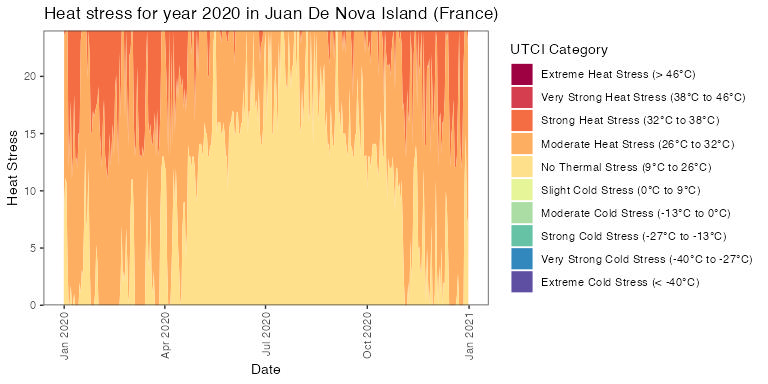 Heat stress for year 2020 in Juan De Nova Island (France)
Heat Stress
20
15
10
5
0
Jan 2020
Apr 2020
Jul 2020
Oct 2020
Jan 2021
Date
UTCI Category
Extreme Heat Stress (> 46°C)
Very Strong Heat Stress (38°C to 46°C)
Strong Heat Stress (32°C to 38°C)
Moderate Heat Stress (26°C to 32°C)
No Thermal Stress (9°C to 26°C)
Slight Cold Stress (0°C to 9°C)
Moderate Cold Stress (-13°C to 0°C)
Strong Cold Stress (-27°C to -13°C)
Very Strong Cold Stress (-40°C to -27°C)
Extreme Cold Stress (< -40°C)